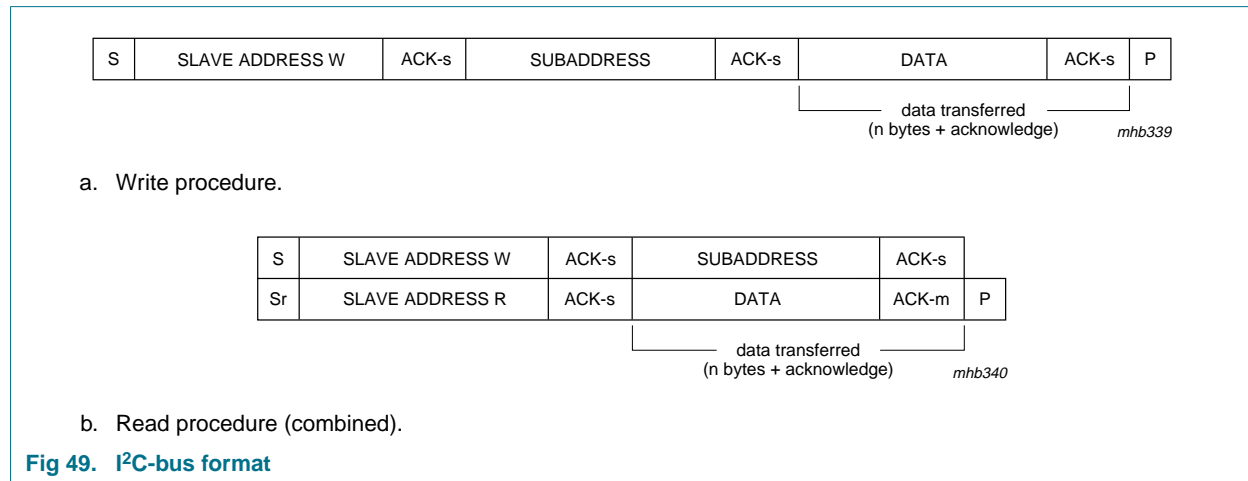 S SLAVE ADDRESS W ACK-s SUBADDRESS ACK-s DATA ACK-s P
data transferred
(n bytes + acknowledge)
mhb339
a. Write procedure.
S SLAVE ADDRESS W ACK-s SUBADDRESS ACK-s
Sr SLAVE ADDRESS R ACK-s DATA ACK-m P
data transferred
(n bytes + acknowledge)
mhb340
b. Read procedure (combined).
Fig 49. I²C-bus format